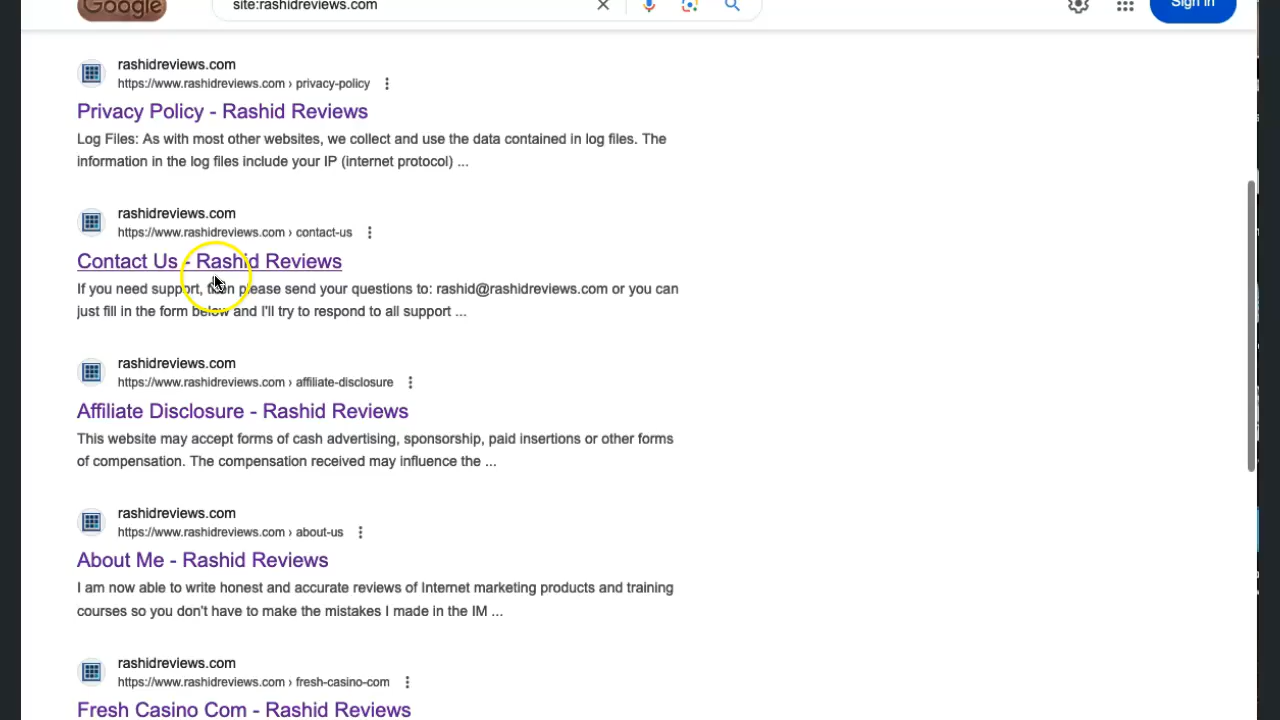 Google
site:rashidreviews.com
Sign in
rashidreviews.com
https://www.rashidreviews.com › privacy-policy
Privacy Policy - Rashid Reviews
Log Files: As with most other websites, we collect and use the data contained in log files. The
information in the log files include your IP (internet protocol) ...
rashidreviews.com
https://www.rashidreviews.com › contact-us
Contact Us - Rashid Reviews
If you need support, then please send your questions to: rashid@rashidreviews.com or you can
just fill in the form below and I'll try to respond to all support ...
rashidreviews.com
https://www.rashidreviews.com › affiliate-disclosure
Affiliate Disclosure - Rashid Reviews
This website may accept forms of cash advertising, sponsorship, paid insertions or other forms
of compensation. The compensation received may influence the ...
rashidreviews.com
https://www.rashidreviews.com › about-us
About Me - Rashid Reviews
I am now able to write honest and accurate reviews of Internet marketing products and training
courses so you don't have to make the mistakes I made in the IM ...
rashidreviews.com
https://www.rashidreviews.com › fresh-casino-com
Fresh Casino Com - Rashid Reviews